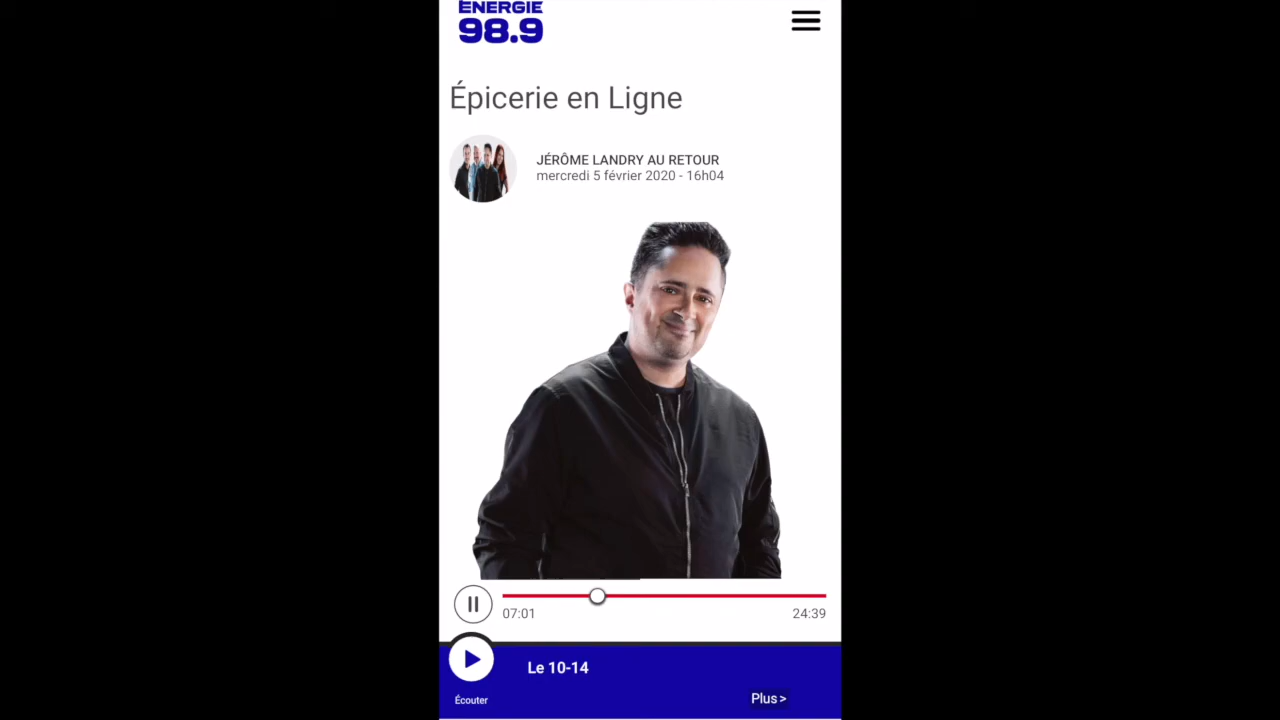 ÉNERGIE
98.9
Épicerie en Ligne
JÉRÔME LANDRY AU RETOUR
mercredi 5 février 2020 - 16h04
07:01
24:39
Le 10-14
Écouter
Plus >